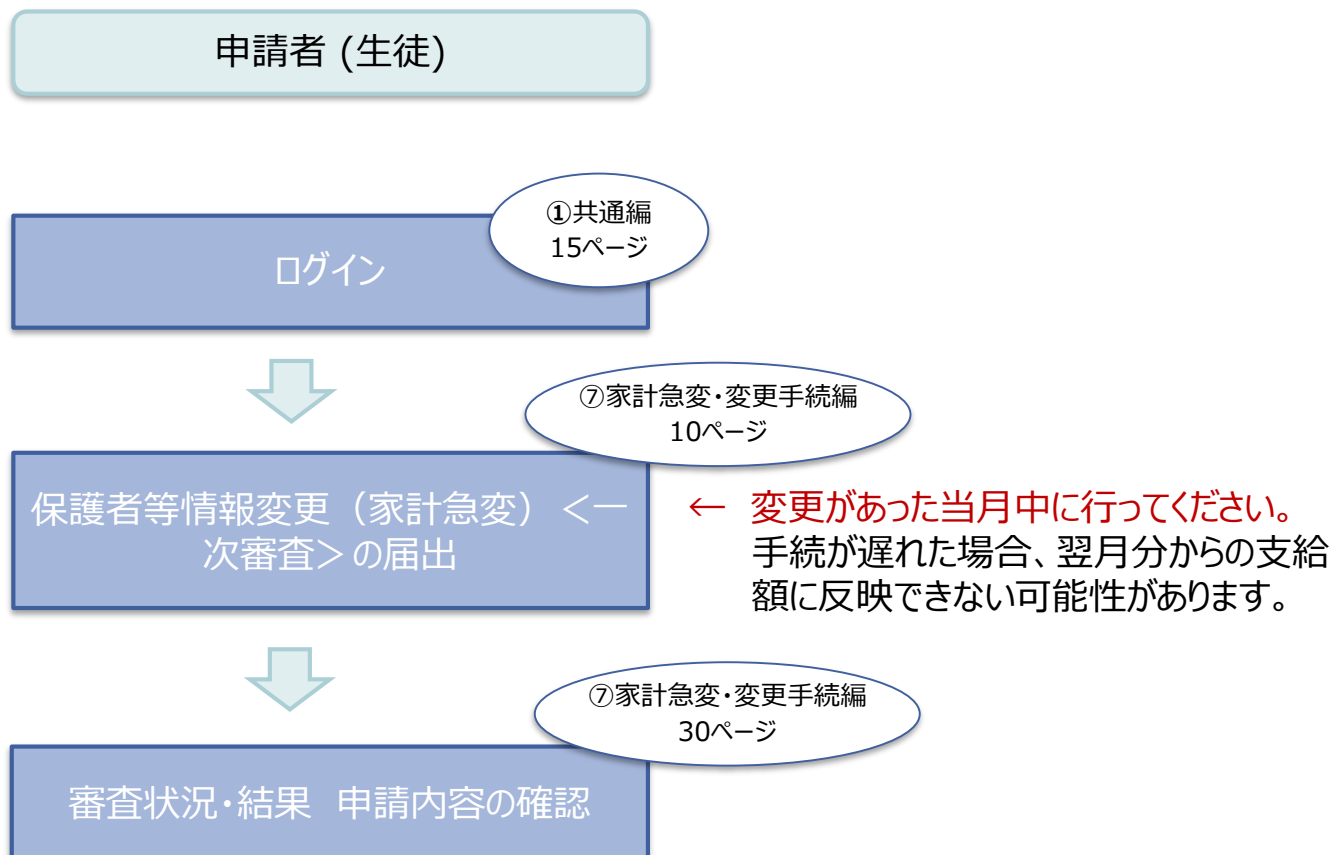 申請者 (生徒)
①共通編
15ページ
ログイン
⑦家計急変・変更手続編
10ページ
保護者等情報変更（家計急変）＜一
次審査＞の届出
← 変更があった当月中に行ってください。
手続が遅れた場合、翌月分からの支給
額に反映できない可能性があります。
⑦家計急変・変更手続編
30ページ
審査状況・結果　申請内容の確認